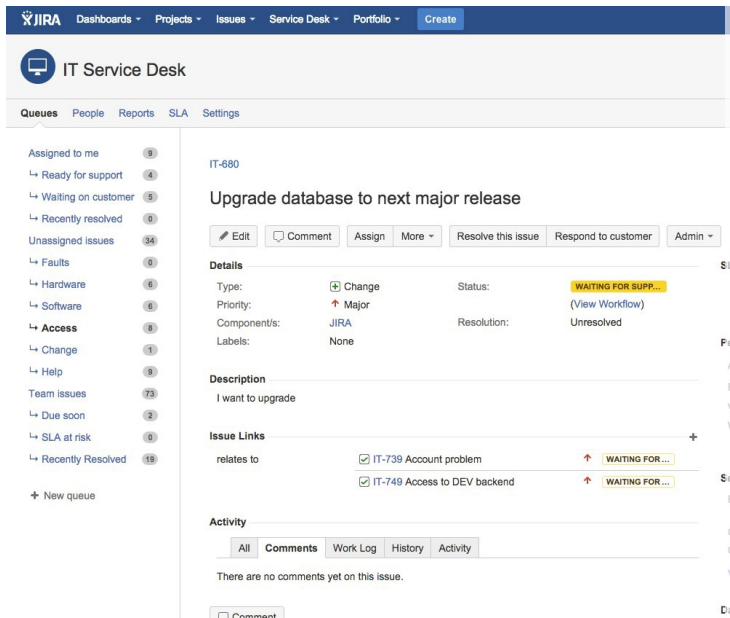 JIRA Dashboards Projects Issues Service Desk Portfolio Create
IT Service Desk
Queues People Reports SLA Settings
Assigned to me 9
Ready for support 4
Waiting on customer 5
Recently resolved 0
Unassigned issues 34
Faults 0
Hardware 6
Software 6
Access 8
Change 1
Help 9
Team issues 73
Due soon 2
SLA at risk 0
Recently Resolved 19
New queue
IT-680
Upgrade database to next major release
Edit Comment Assign More Resolve this issue Respond to customer Admin
Details
Type: Change Status: WAITING FOR SUPP...
Priority: Major (View Workflow)
Component/s: JIRA Resolution: Unresolved
Labels: None
Description
I want to upgrade
Issue Links
relates to IT-739 Account problem WAITING FOR ...
IT-749 Access to DEV backend WAITING FOR ...
Activity
All Comments Work Log History Activity
There are no comments yet on this issue.
Comment